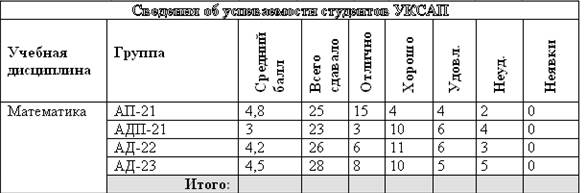 Сведения об успеваемости студентов УКСАП
Учебная дисциплина Группа Средний балл Всего сдавало Отлично Хорошо Удовл. Неуд. Неявки
Математика АП-21 4,8 25 15 4 4 2 0
АДП-21 3 23 3 10 6 4 0
АД-22 4,2 26 6 11 6 3 0
АД-23 4,5 28 8 10 5 5 0
Итого: